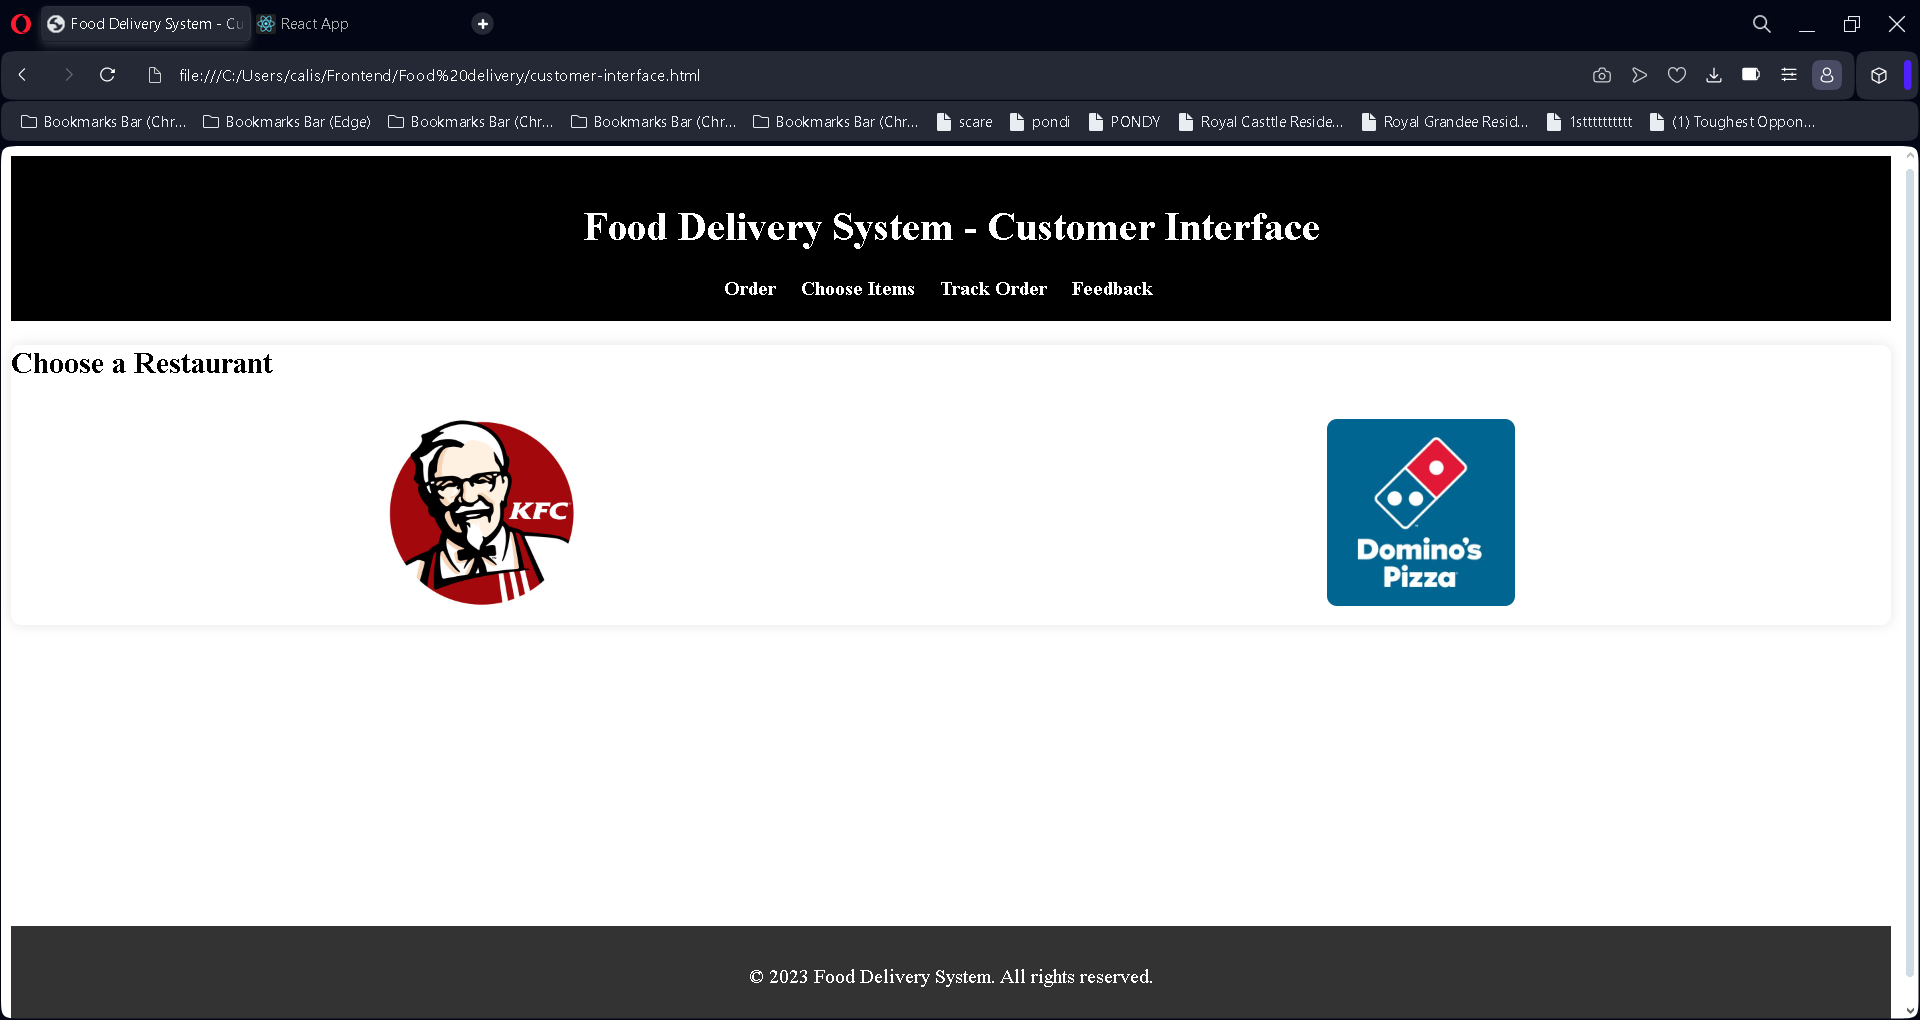 Food Delivery System - Cu
React App
file:///C:/Users/calis/Frontend/Food%20delivery/customer-interface.html
Bookmarks Bar (Chr... Bookmarks Bar (Edge) Bookmarks Bar (Chr... Bookmarks Bar (Chr... Bookmarks Bar (Chr... scare pondi PONDY Royal Casttle Reside... Royal Grandee Resid... 1stttttttttt (1) Toughest Oppon...
Food Delivery System - Customer Interface
Order Choose Items Track Order Feedback
Choose a Restaurant
KFC
Domino's
Pizza
© 2023 Food Delivery System. All rights reserved.